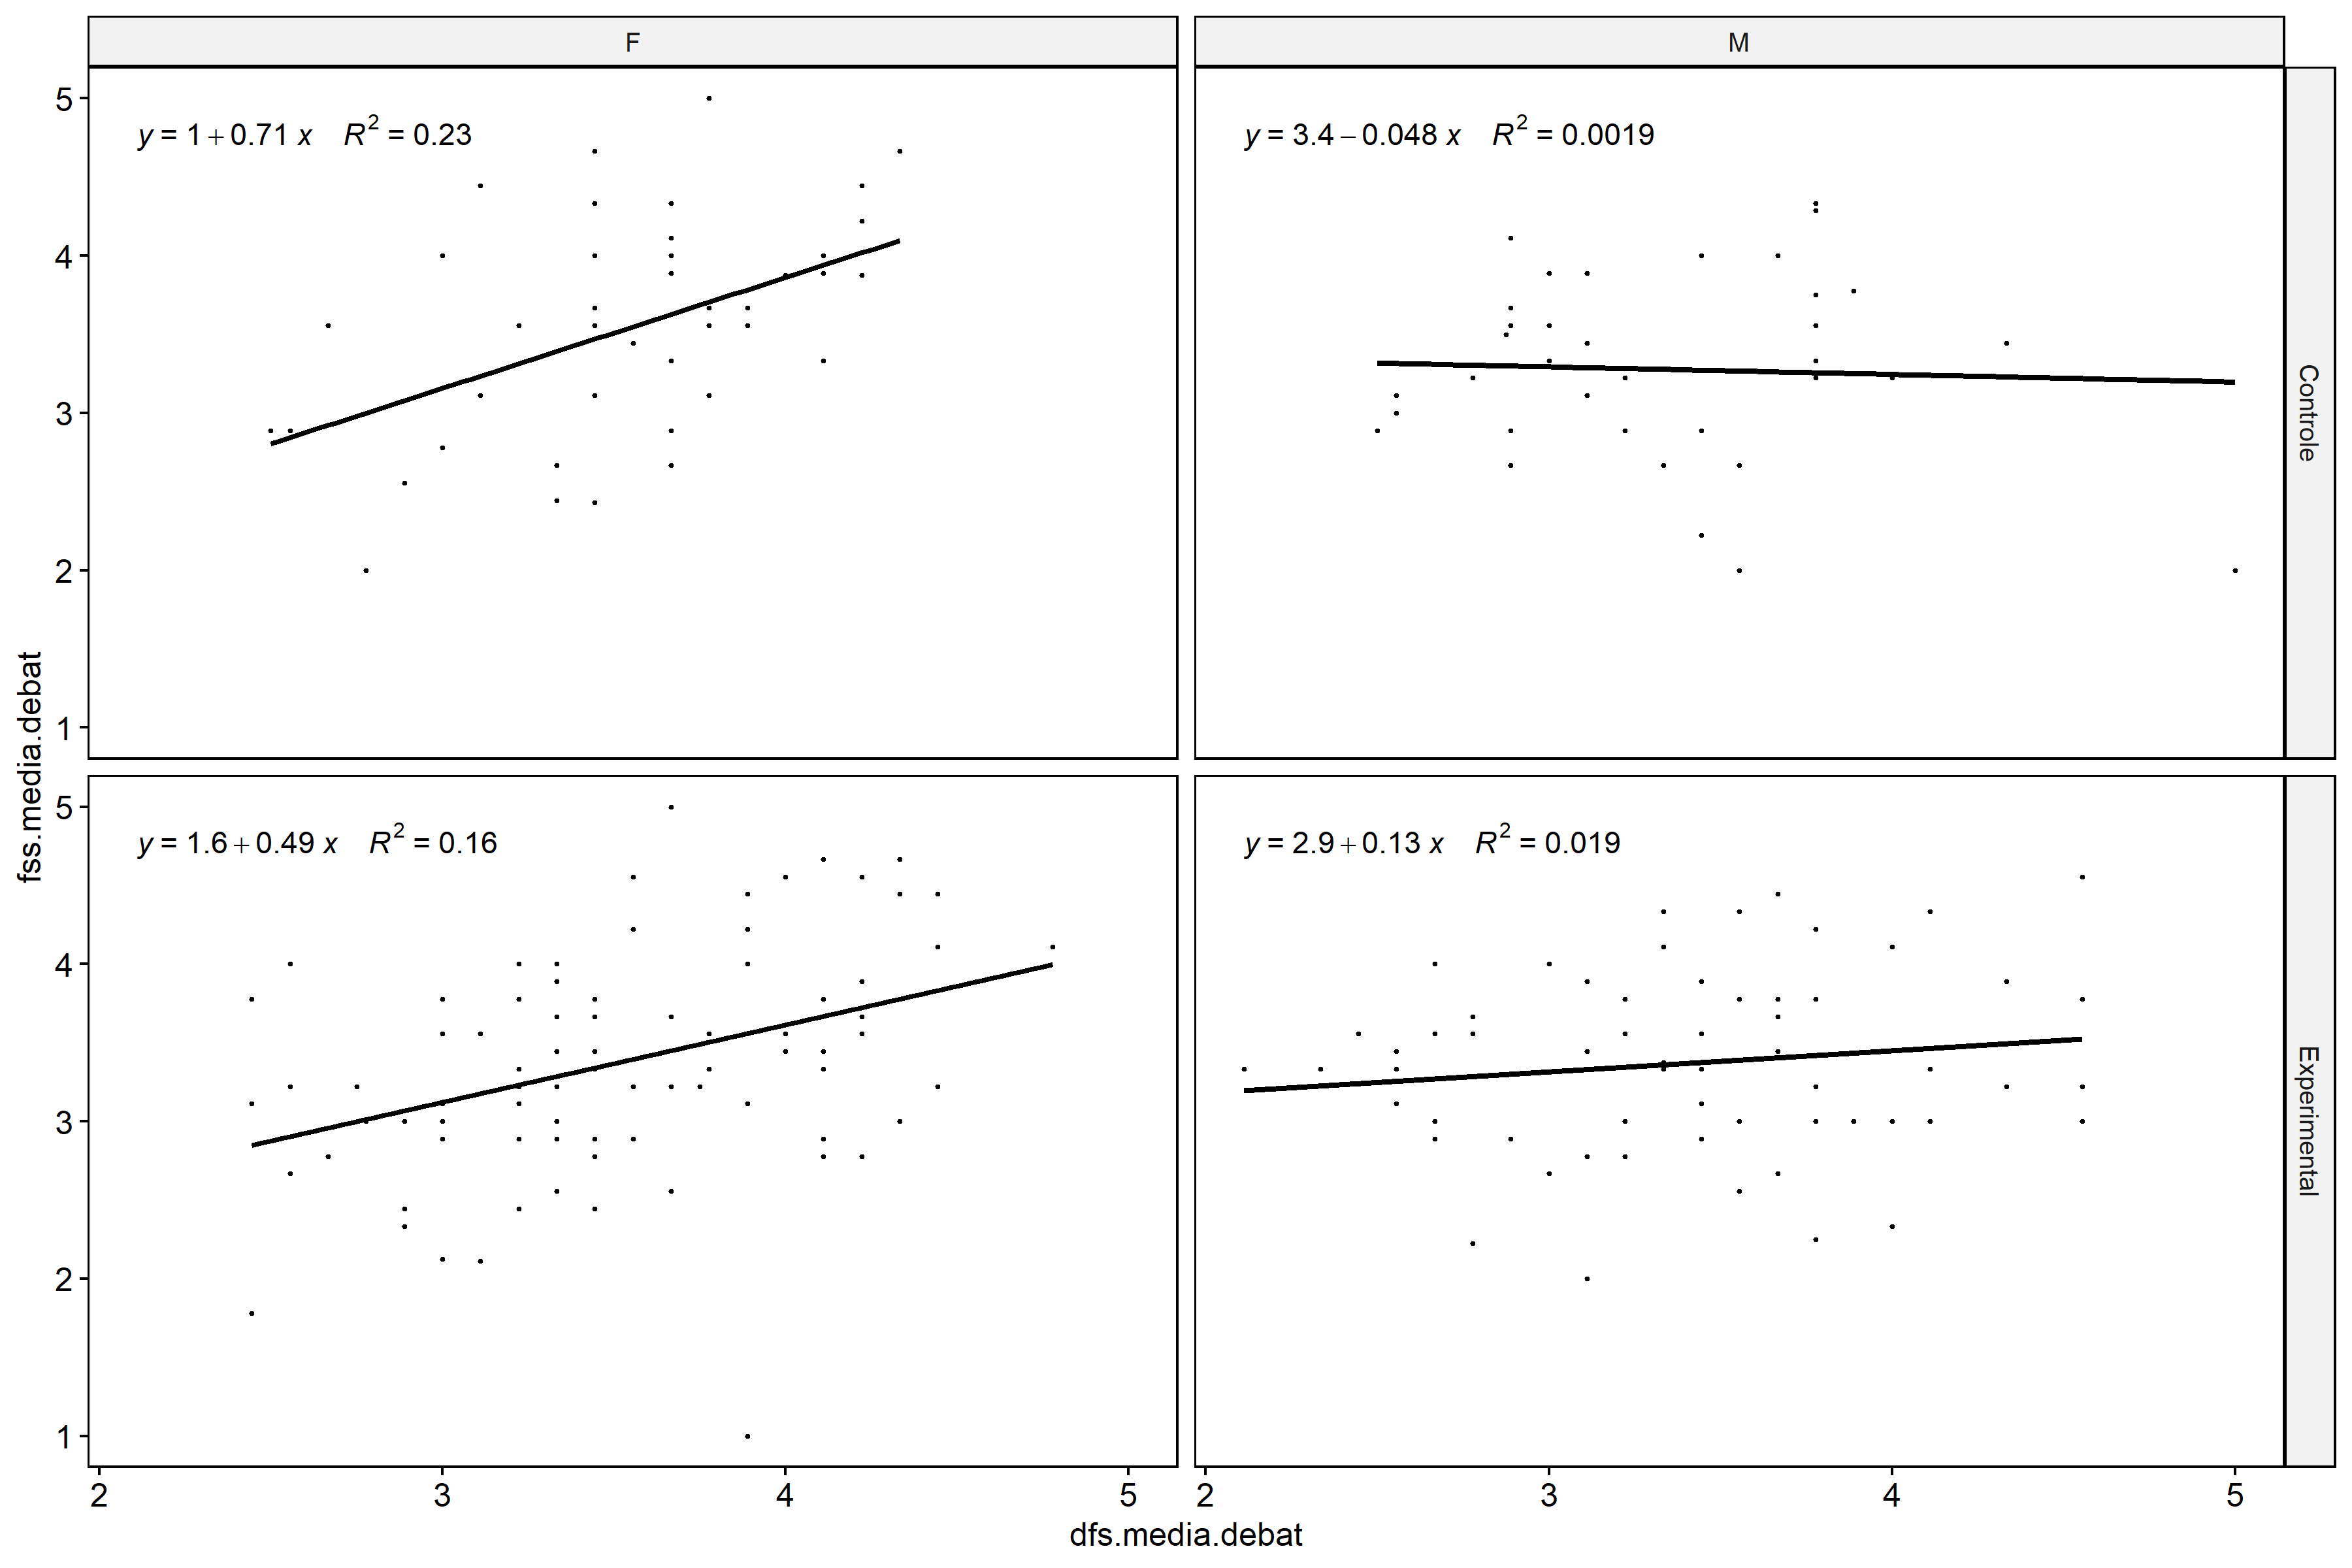 F
M
5
4
3
2
1
y = 1 + 0.71 x R² = 0.23
y = 3.4 − 0.048 x R² = 0.0019
Controle
fss.media.debat
5
4
3
2
1
y = 1.6 + 0.49 x R² = 0.16
y = 2.9 + 0.13 x R² = 0.019
Experimental
2 3 4 5
2 3 4 5
dfs.media.debat